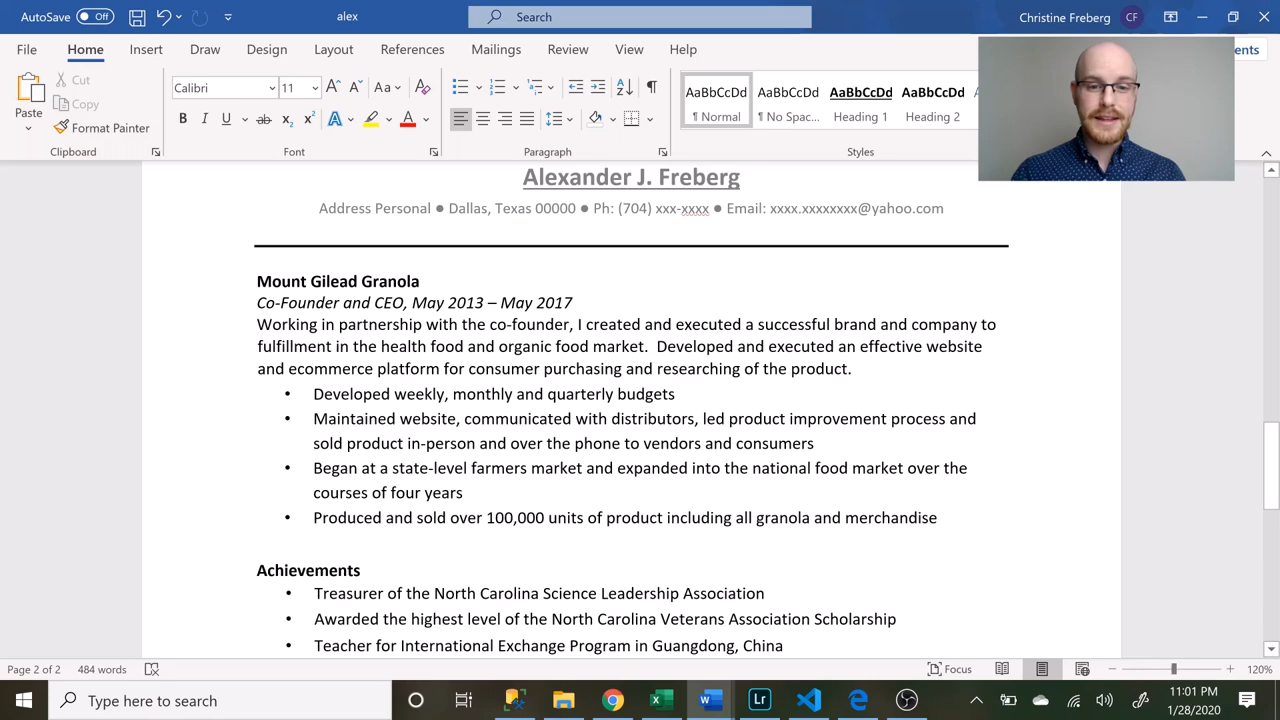 AutoSave Off alex Search Christine Freberg CF
File Home Insert Draw Design Layout References Mailings Review View Help ents
Paste Cut Copy Format Painter
Calibri 11 Aa
AaBbCcDd AaBbCcDd AaBbCcDd AaBbCcDd
¶ Normal ¶ No Spac... Heading 1 Heading 2
Clipboard Font Paragraph Styles
Alexander J. Freberg
Address Personal ● Dallas, Texas 00000 ● Ph: (704) xxx-xxxx ● Email: xxxx.xxxxxxxx@yahoo.com
Mount Gilead Granola
Co-Founder and CEO, May 2013 – May 2017
Working in partnership with the co-founder, I created and executed a successful brand and company to
fulfillment in the health food and organic food market. Developed and executed an effective website
and ecommerce platform for consumer purchasing and researching of the product.
• Developed weekly, monthly and quarterly budgets
• Maintained website, communicated with distributors, led product improvement process and
sold product in-person and over the phone to vendors and consumers
• Began at a state-level farmers market and expanded into the national food market over the
courses of four years
• Produced and sold over 100,000 units of product including all granola and merchandise
Achievements
• Treasurer of the North Carolina Science Leadership Association
• Awarded the highest level of the North Carolina Veterans Association Scholarship
• Teacher for International Exchange Program in Guangdong, China
Page 2 of 2 484 words Focus 120%
Type here to search Lr 11:01 PM
1/28/2020